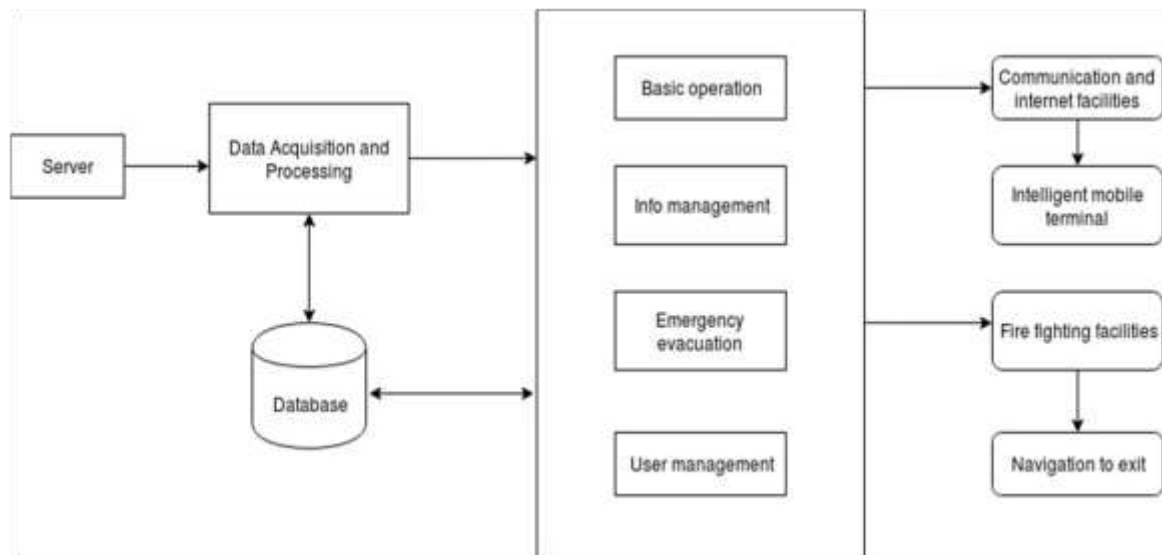 Server
Data Acquisition and
Processing
Database
Basic operation
Info management
Emergency
evacuation
User management
Communication and
internet facilities
Intelligent mobile
terminal
Fire fighting facilities
Navigation to exit